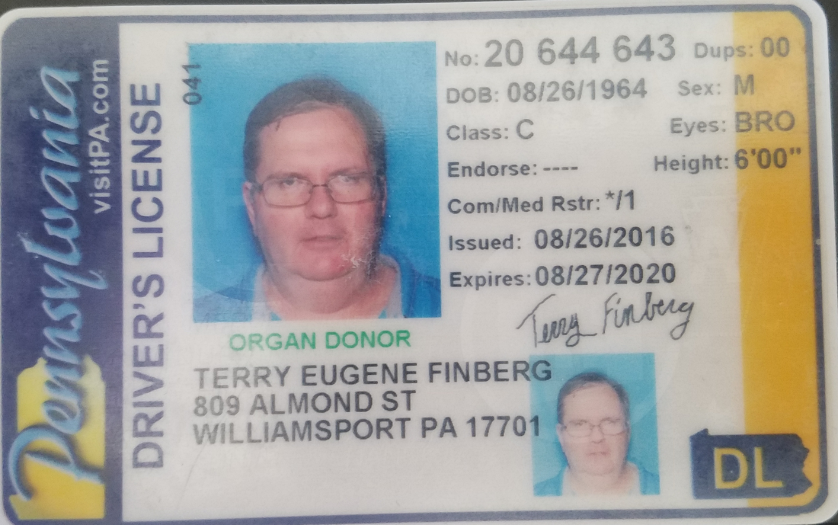 Pennsylvania
visitPA.com
DRIVER'S LICENSE
041
No: 20 644 643 Dups: 00
DOB: 08/26/1964 Sex: M
Class: C Eyes: BRO
Endorse: ---- Height: 6'00"
Com/Med Rstr: */1
Issued: 08/26/2016
Expires: 08/27/2020
Terry Finberg
ORGAN DONOR
TERRY EUGENE FINBERG
809 ALMOND ST
WILLIAMSPORT PA 17701
DL